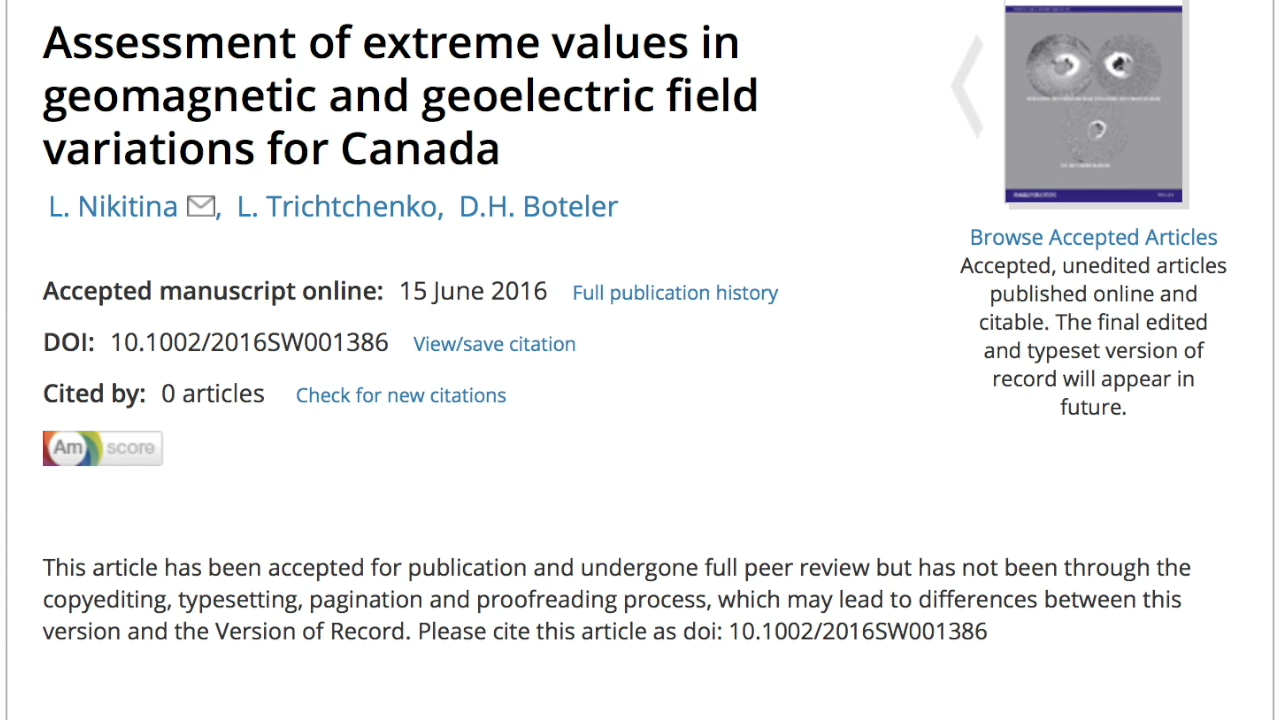 Assessment of extreme values in
geomagnetic and geoelectric field
variations for Canada
L. Nikitina, L. Trichtchenko, D.H. Boteler
Accepted manuscript online: 15 June 2016 Full publication history
DOI: 10.1002/2016SW001386 View/save citation
Cited by: 0 articles Check for new citations
Am score
Browse Accepted Articles
Accepted, unedited articles
published online and
citable. The final edited
and typeset version of
record will appear in
future.
This article has been accepted for publication and undergone full peer review but has not been through the
copyediting, typesetting, pagination and proofreading process, which may lead to differences between this
version and the Version of Record. Please cite this article as doi: 10.1002/2016SW001386